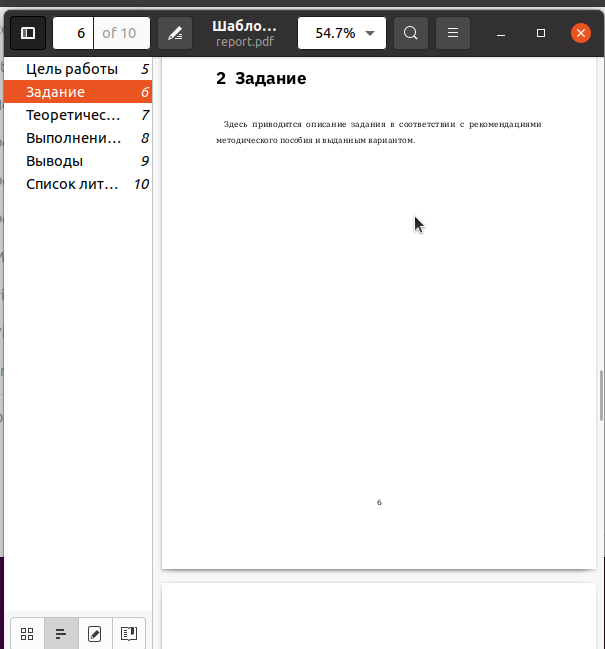 6 of 10
Шабло...
report.pdf
54.7%
Цель работы 5
Задание 6
Теоретичес... 7
Выполнени... 8
Выводы 9
Список лит... 10
2 Задание
Здесь приводится описание задания в соответствии с рекомендациями
методического пособия и выданным вариантом.
6